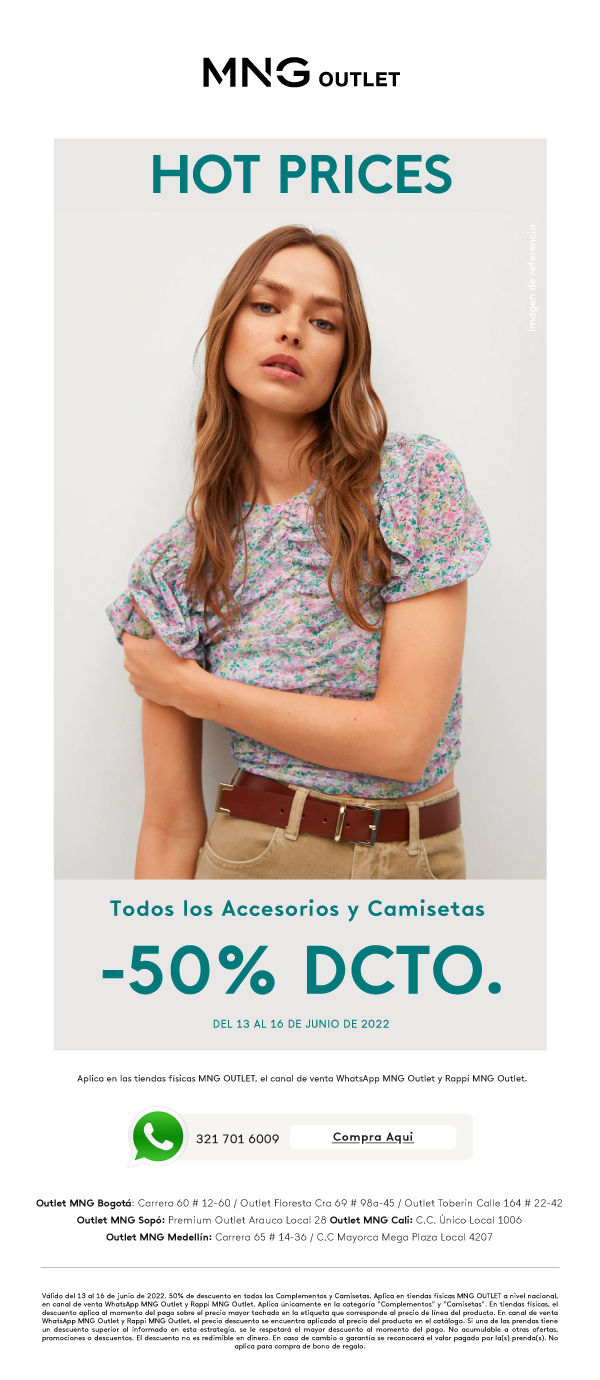 MNG OUTLET
HOT PRICES
Imagen de referencia
Todos los Accesorios y Camisetas
-50% DCTO.
DEL 13 AL 16 DE JUNIO DE 2022
Aplica en las tiendas físicas MNG OUTLET, el canal de venta WhatsApp MNG Outlet y Rappi MNG Outlet.
321 701 6009 Compra Aqui
Outlet MNG Bogotá: Carrera 60 # 12-60 / Outlet Floresta Cra 69 # 98a-45 / Outlet Toberin Calle 164 # 22-42
Outlet MNG Sopó: Premium Outlet Arauco Local 28 Outlet MNG Cali: C.C. Único Local 1006
Outlet MNG Medellín: Carrera 65 # 14-36 / C.C Mayorca Mega Plaza Local 4207
Válido del 13 al 16 de junio de 2022. 50% de descuento en todos los Complementos y Camisetas. Aplica en tiendas físicas MNG OUTLET a nivel nacional,
en canal de venta WhatsApp MNG Outlet y Rappi MNG Outlet. Aplica únicamente en la categoría "Complementos" y "Camisetas". En tiendas físicas, el
descuento aplica al momento del pago sobre el precio mayor tachado en la etiqueta que corresponde al precio de línea del producto. En canal de venta
WhatsApp MNG Outlet y Rappi MNG Outlet, el precio descuento se encuentra aplicado al precio del producto en el catálogo. Si una de las prendas tiene
un descuento superior al informado en esta estrategia, se le respetará el mayor descuento al momento del pago. No acumulable a otras ofertas,
promociones o descuentos. El descuento no es redimible en dinero. En caso de cambio o garantía se reconocerá el valor pagado por la(s) prenda(s). No
aplica para compra de bono de regalo.